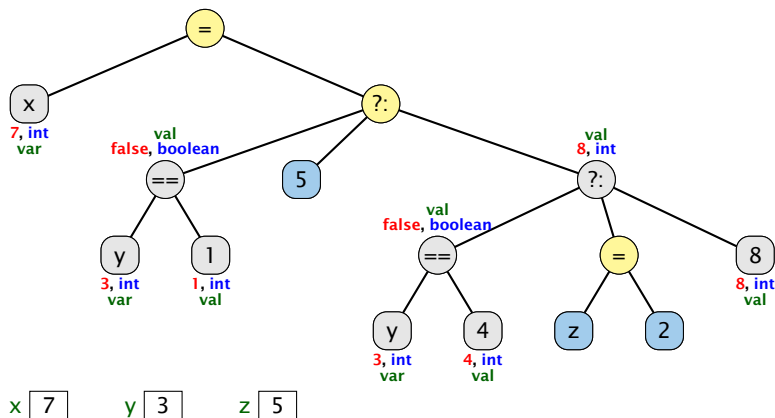 =
x
7, int
var
?:
val
false, boolean
==
5
val
8, int
?:
y
3, int
var
1
1, int
val
val
false, boolean
==
=
8
8, int
val
y
3, int
var
4
4, int
val
z
2
x 7 y 3 z 5